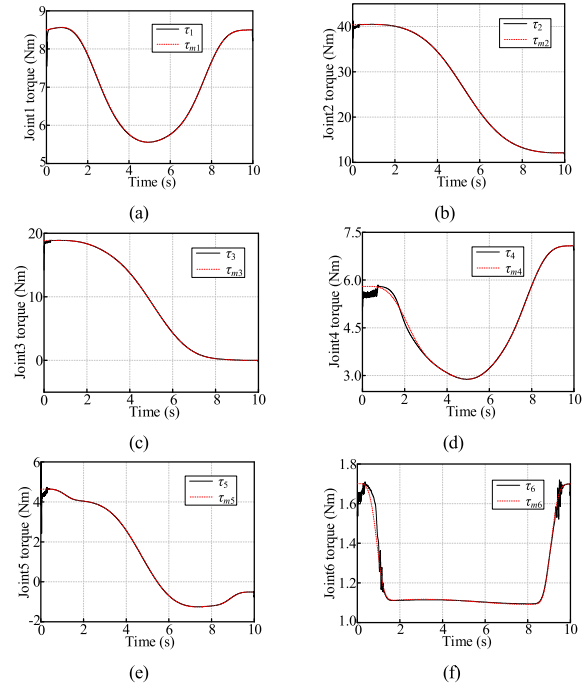 9
8
7
6
5
0
2
4
6
8
10
Joint1 torque (Nm)
Time (s)
τ1
τm1
(a)
40
30
20
10
0
2
4
6
8
10
Joint2 torque (Nm)
Time (s)
τ2
τm2
(b)
20
10
0
0
2
4
6
8
10
Joint3 torque (Nm)
Time (s)
τ3
τm3
(c)
7.5
6.0
4.5
3.0
0
2
4
6
8
10
Joint4 torque (Nm)
Time (s)
τ4
τm4
(d)
6
4
2
0
-2
0
2
4
6
8
10
Joint5 torque (Nm)
Time (s)
τ5
τm5
(e)
1.8
1.6
1.4
1.2
1.0
0
2
4
6
8
10
Joint6 torque (Nm)
Time (s)
τ6
τm6
(f)